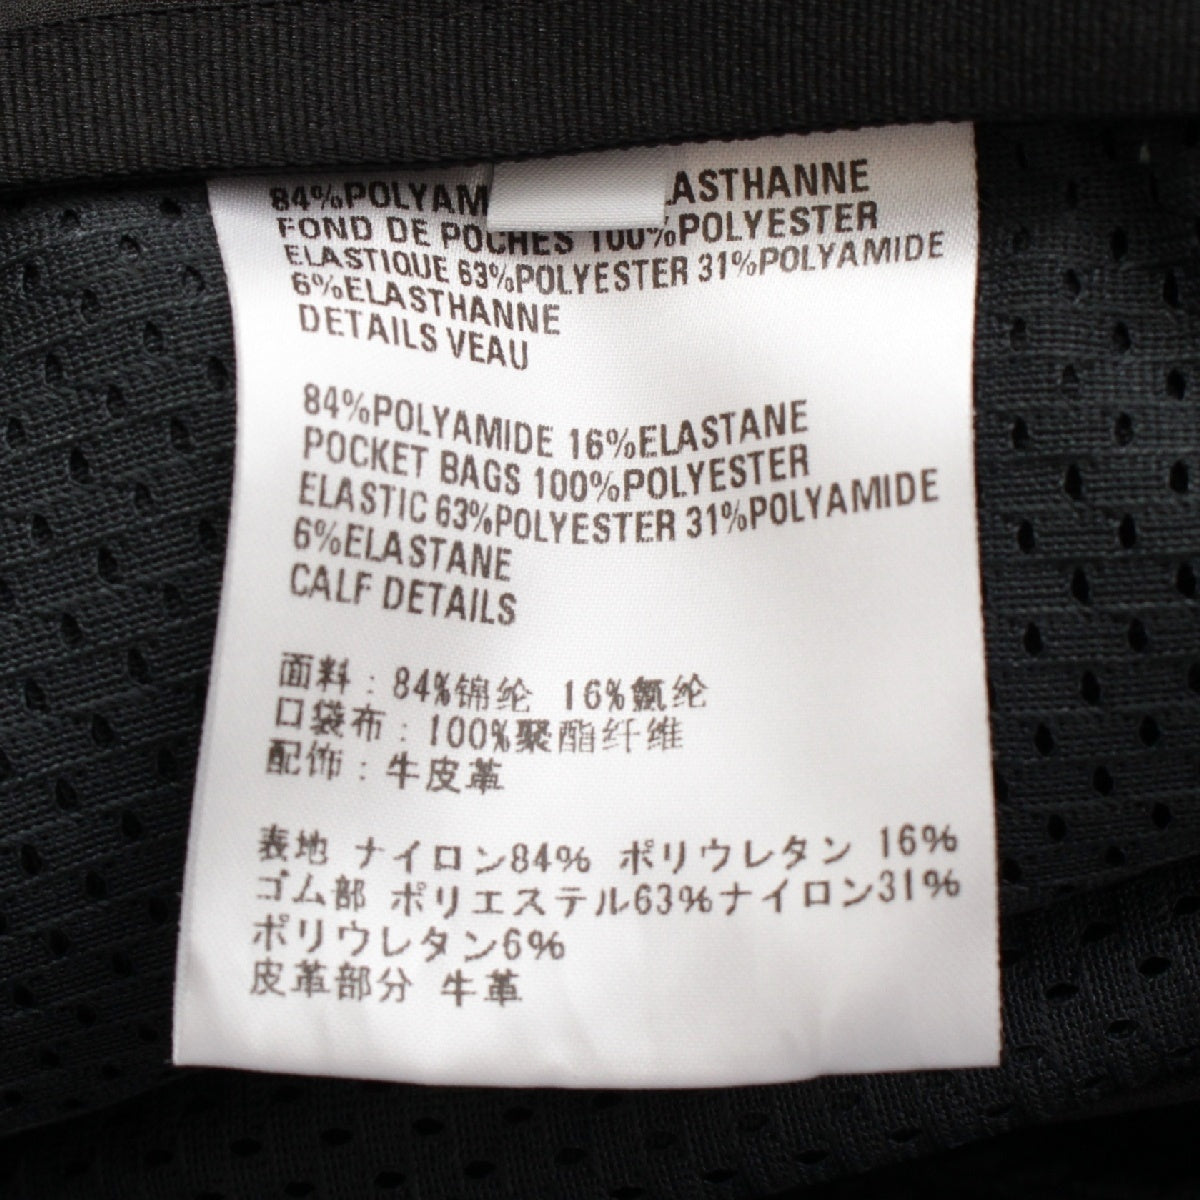 84%POLYAM LASTHANNE
FOND DE POCHES 100%POLYESTER
ELASTIQUE 63%POLYESTER 31%POLYAMIDE
6%ELASTHANNE
DETAILS VEAU
84%POLYAMIDE 16%ELASTANE
POCKET BAGS 100%POLYESTER
ELASTIC 63%POLYESTER 31%POLYAMIDE
6%ELASTANE
CALF DETAILS
面料：84%锦纶 16%氨纶
口袋布：100%聚酯纤维
配饰：牛皮革
表地 ナイロン84% ポリウレタン 16%
ゴム部 ポリエステル63%ナイロン31%
ポリウレタン6%
皮革部分 牛革